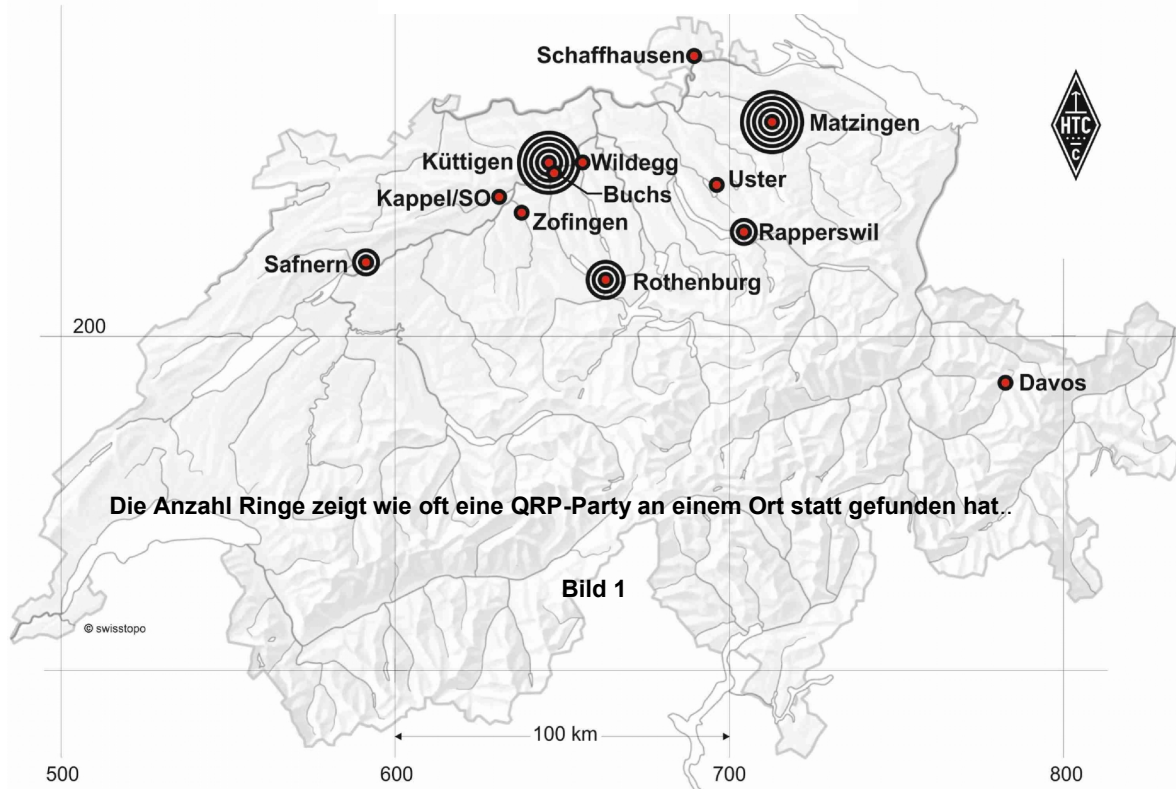 Schaffhausen
HTC
C
Matzingen
Küttigen
Wildegg
Uster
Buchs
Kappel/SO
Zofingen
Rapperswil
Safnern
Rothenburg
200
Davos
Die Anzahl Ringe zeigt wie oft eine QRP-Party an einem Ort statt gefunden hat..
Bild 1
© swisstopo
100 km
500
600
700
800